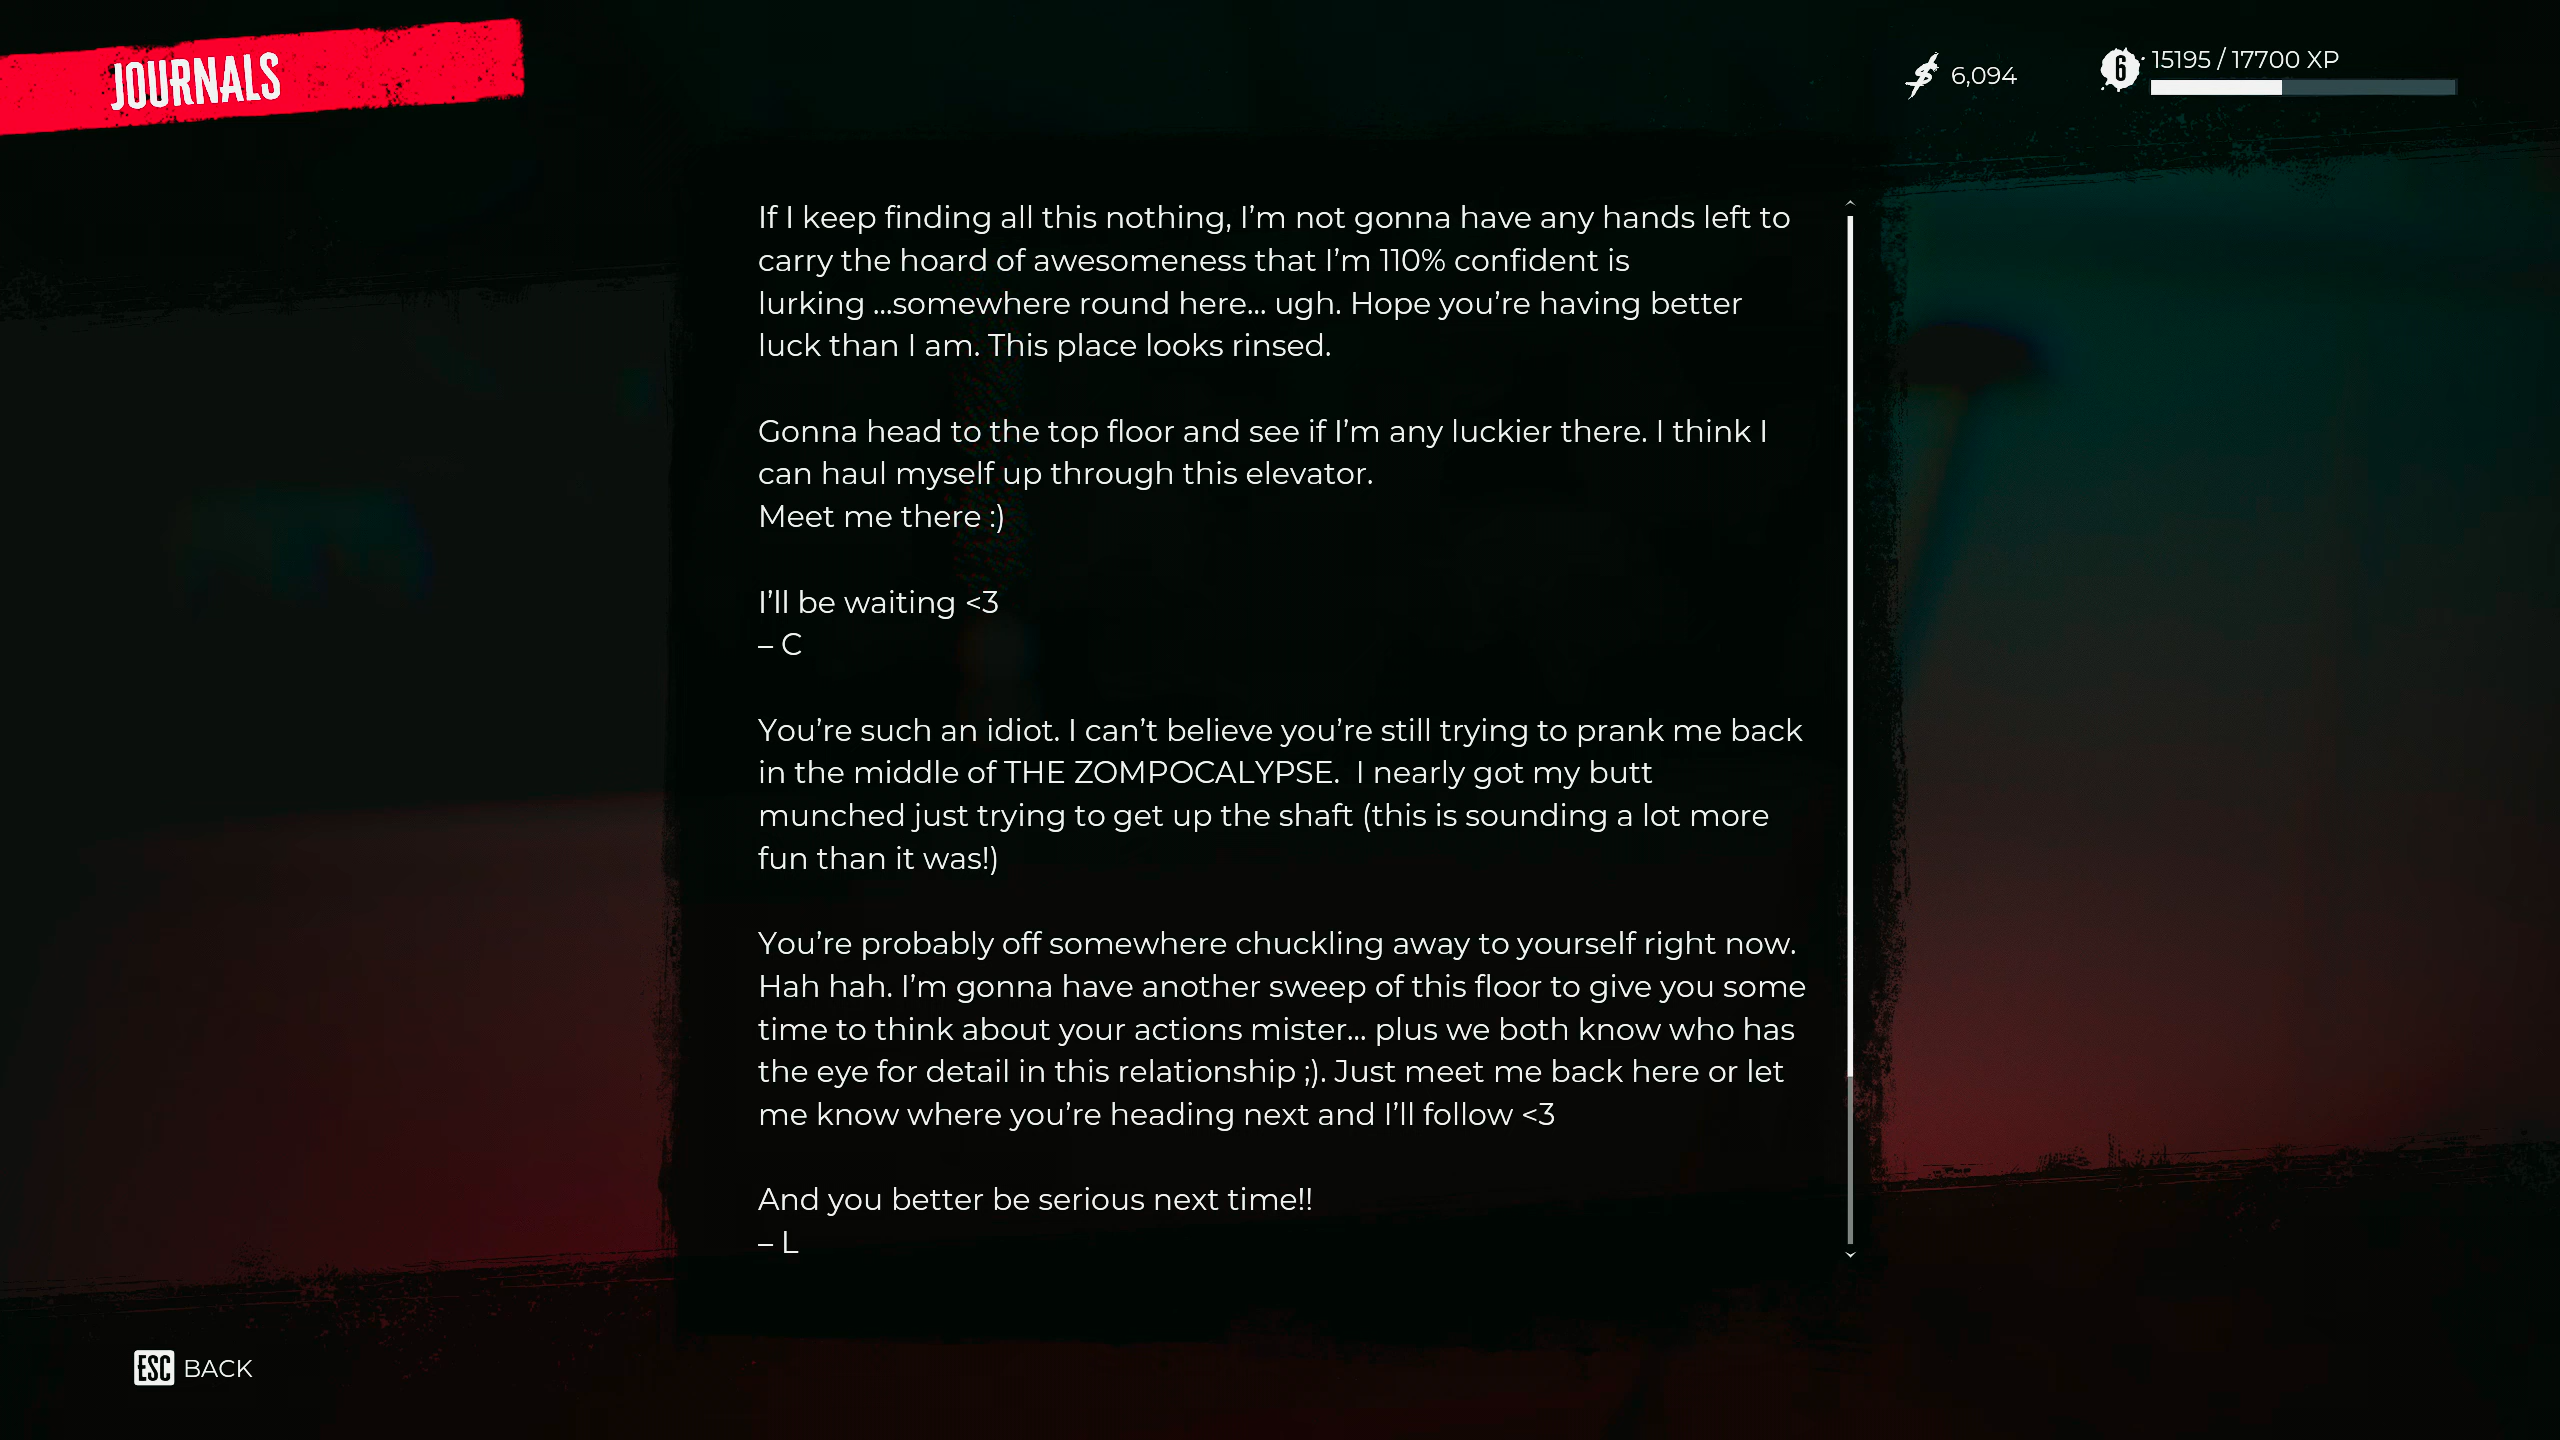 JOURNALS
6,094
6
15195 / 17700 XP
If I keep finding all this nothing, I’m not gonna have any hands left to
carry the hoard of awesomeness that I’m 110% confident is
lurking ...somewhere round here... ugh. Hope you’re having better
luck than I am. This place looks rinsed.
Gonna head to the top floor and see if I’m any luckier there. I think I
can haul myself up through this elevator.
Meet me there :)
I’ll be waiting <3
– C
You’re such an idiot. I can’t believe you’re still trying to prank me back
in the middle of THE ZOMPOCALYPSE.  I nearly got my butt
munched just trying to get up the shaft (this is sounding a lot more
fun than it was!)
You’re probably off somewhere chuckling away to yourself right now.
Hah hah. I’m gonna have another sweep of this floor to give you some
time to think about your actions mister... plus we both know who has
the eye for detail in this relationship ;). Just meet me back here or let
me know where you’re heading next and I’ll follow <3
And you better be serious next time!!
– L
ESC BACK